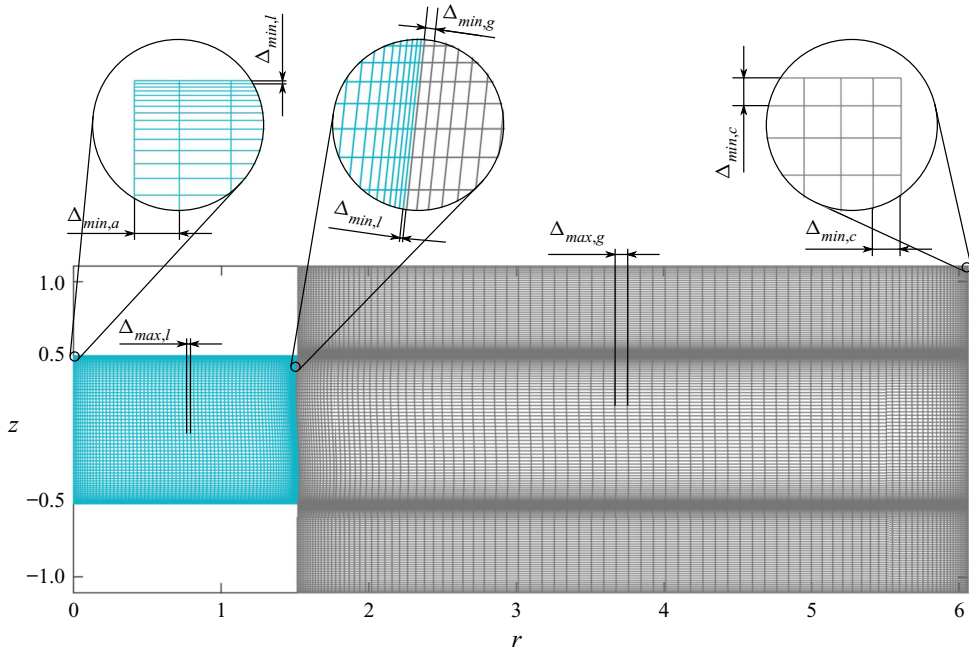 Δmin,l
Δmin,g
Δmin,c
Δmin,a
Δmin,l
Δmax,g
Δmin,c
Δmax,l
1.0
0.5
z
−0.5
−1.0
0 1 2 3 4 5 6
r